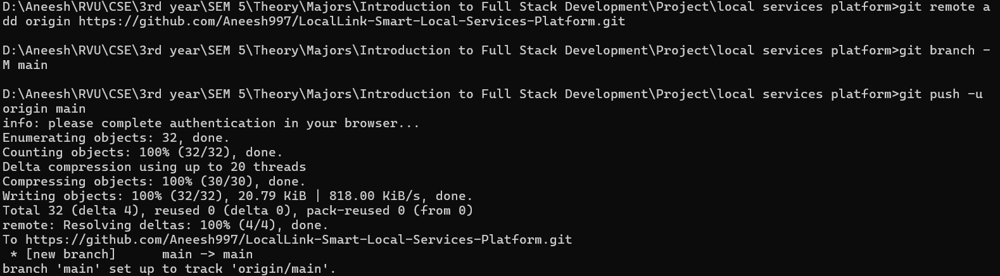 D:\Aneesh\RVU\CSE\3rd year\SEM 5\Theory\Majors\Introduction to Full Stack Development\Project\local services platform>git remote a
dd origin https://github.com/Aneesh997/LocalLink-Smart-Local-Services-Platform.git
D:\Aneesh\RVU\CSE\3rd year\SEM 5\Theory\Majors\Introduction to Full Stack Development\Project\local services platform>git branch -
M main
D:\Aneesh\RVU\CSE\3rd year\SEM 5\Theory\Majors\Introduction to Full Stack Development\Project\local services platform>git push -u
origin main
info: please complete authentication in your browser...
Enumerating objects: 32, done.
Counting objects: 100% (32/32), done.
Delta compression using up to 20 threads
Compressing objects: 100% (30/30), done.
Writing objects: 100% (32/32), 20.79 KiB | 818.00 KiB/s, done.
Total 32 (delta 4), reused 0 (delta 0), pack-reused 0 (from 0)
remote: Resolving deltas: 100% (4/4), done.
To https://github.com/Aneesh997/LocalLink-Smart-Local-Services-Platform.git
 * [new branch]      main -> main
branch 'main' set up to track 'origin/main'.